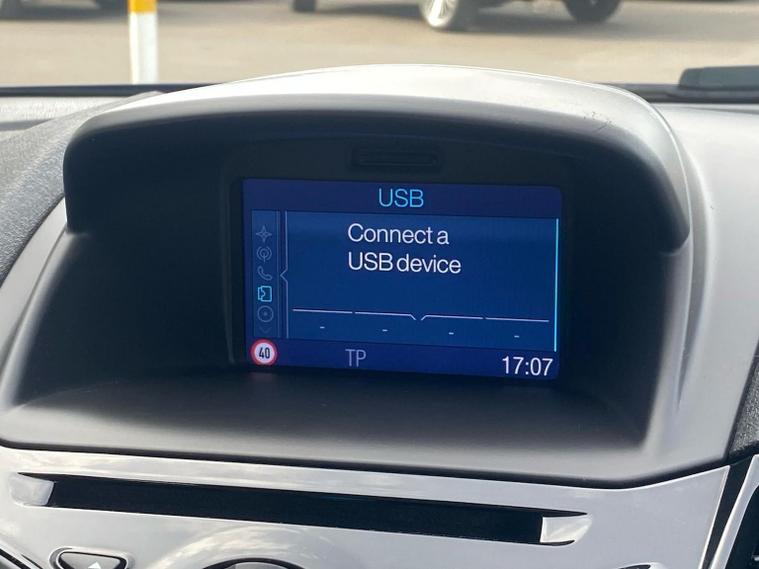 USB
Connect a
USB device
- - - -
40 TP 17:07